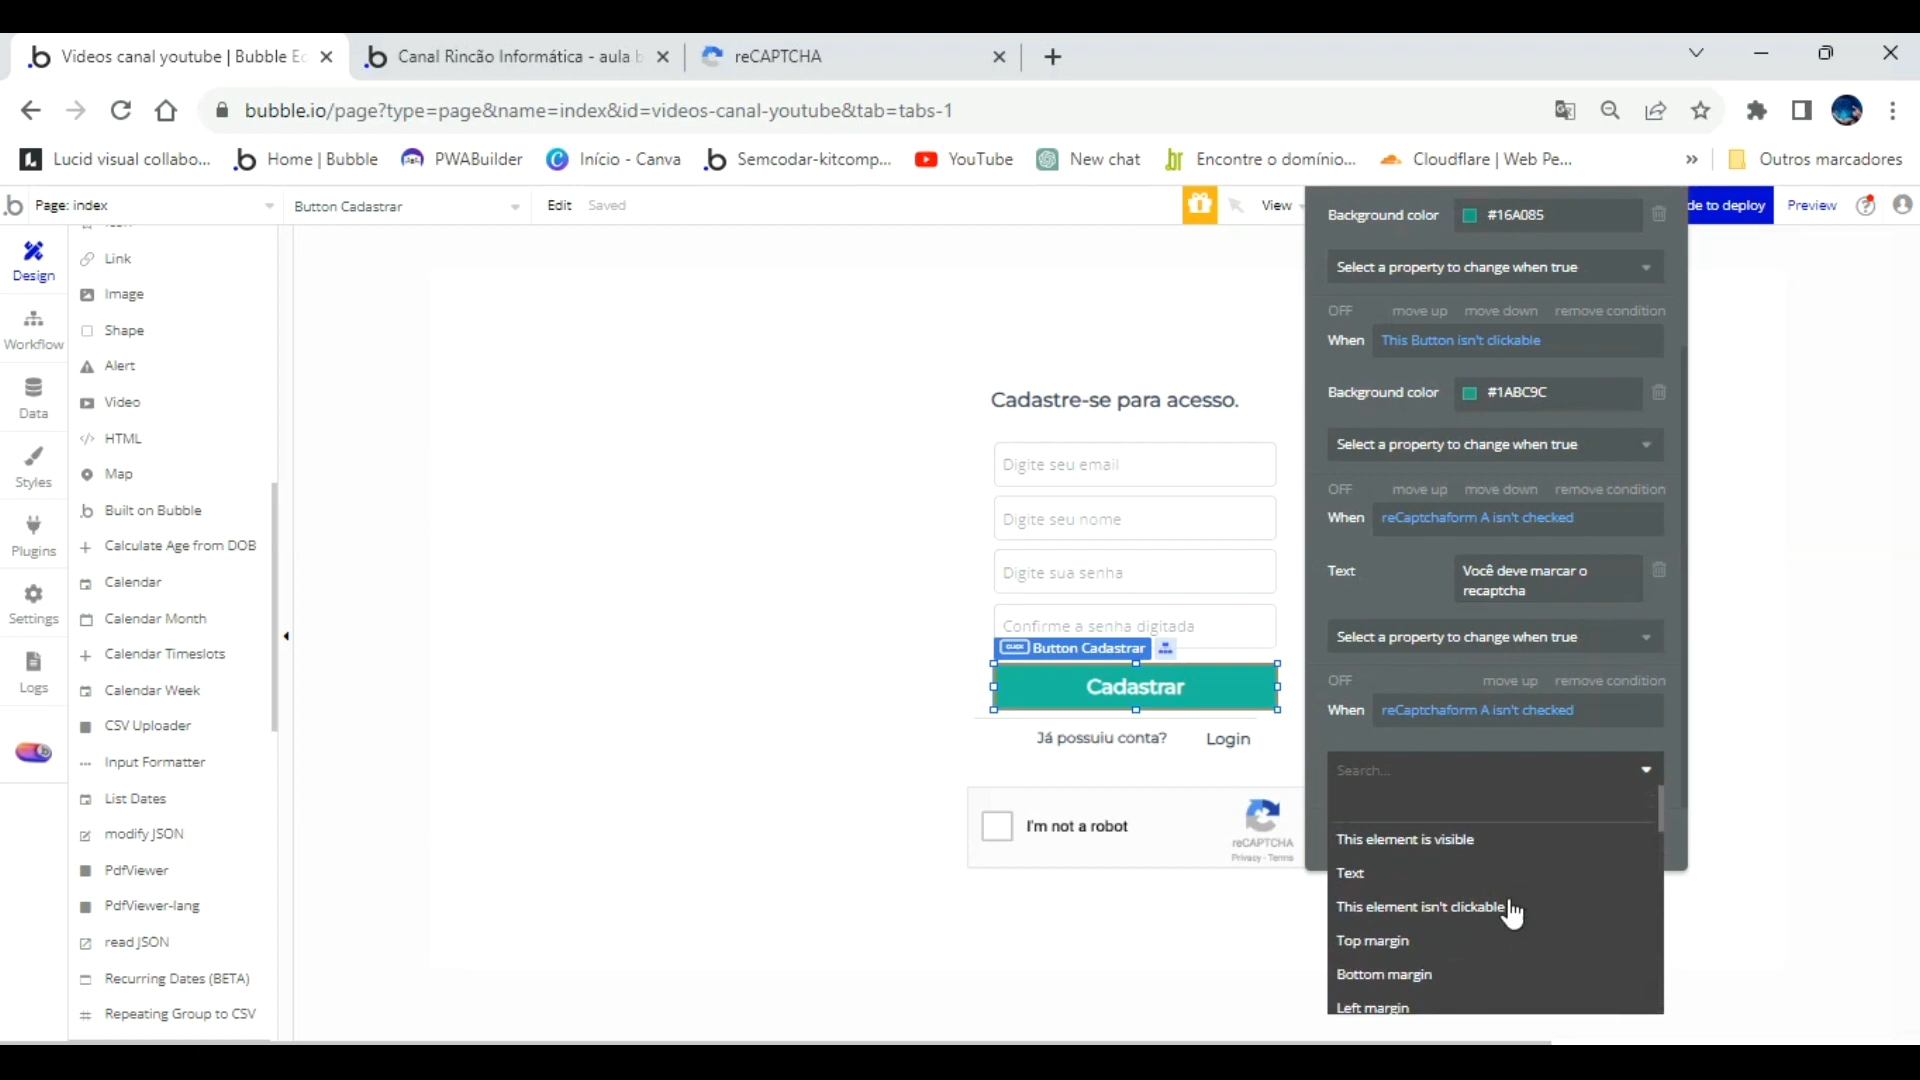 Videos canal youtube | Bubble Ec
Canal Rincão Informática - aula b
reCAPTCHA
bubble.io/page?type=page&name=index&id=videos-canal-youtube&tab=tabs-1
Lucid visual collabo...
Home | Bubble
PWABuilder
Início - Canva
Semcodar-kitcomp...
YouTube
New chat
Encontre o domínio...
Cloudflare | Web Pe...
»
Outros marcadores
Page: index
Button Cadastrar
Edit
Saved
View
de to deploy
Preview
Design
Workflow
Data
Styles
Plugins
Settings
Logs
Link
Image
Shape
Alert
Video
HTML
Map
Built on Bubble
Calculate Age from DOB
Calendar
Calendar Month
Calendar Timeslots
Calendar Week
CSV Uploader
Input Formatter
List Dates
modify JSON
PdfViewer
PdfViewer-lang
read JSON
Recurring Dates (BETA)
Repeating Group to CSV
Cadastre-se para acesso.
Digite seu email
Digite seu nome
Digite sua senha
Confirme a senha digitada
CLICK Button Cadastrar
Cadastrar
Já possuiu conta? Login
I'm not a robot
reCAPTCHA
Privacy - Terms
Background color #16A085
Select a property to change when true
OFF move up move down remove condition
When This Button isn't clickable
Background color #1ABC9C
Select a property to change when true
OFF move up move down remove condition
When reCaptchaform A isn't checked
Text Você deve marcar o
recaptcha
Select a property to change when true
OFF move up remove condition
When reCaptchaform A isn't checked
Search...
This element is visible
Text
This element isn't clickable
Top margin
Bottom margin
Left margin